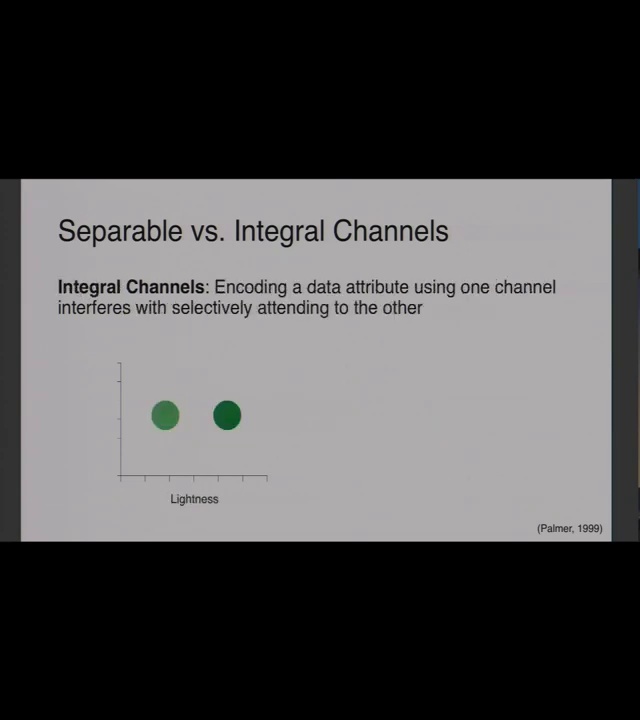 Separable vs. Integral Channels
Integral Channels: Encoding a data attribute using one channel
interferes with selectively attending to the other
Lightness
(Palmer, 1999)